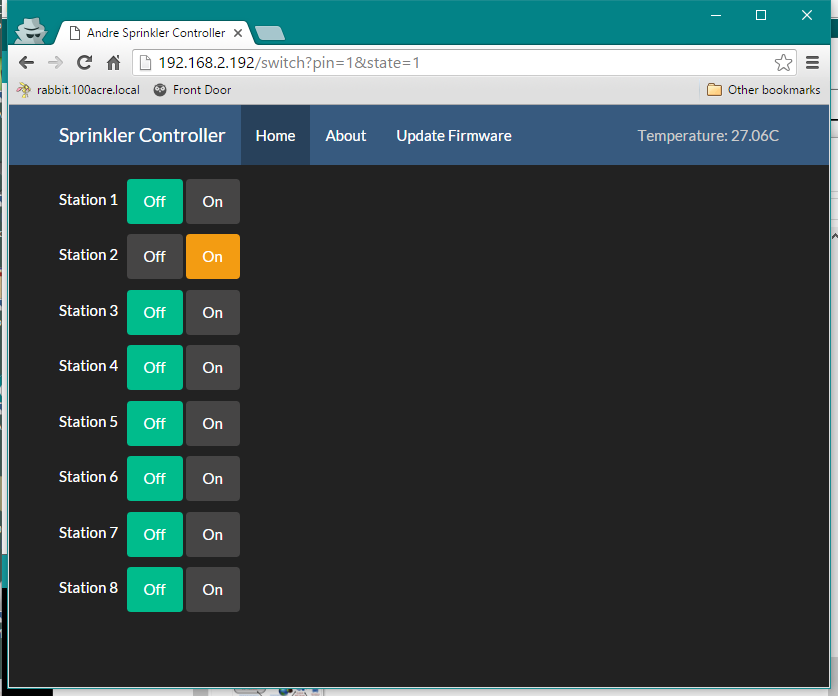 Andre Sprinkler Controller
192.168.2.192/switch?pin=1&state=1
rabbit.100acre.local Front Door Other bookmarks
Sprinkler Controller Home About Update Firmware Temperature: 27.06C
Station 1 Off On
Station 2 Off On
Station 3 Off On
Station 4 Off On
Station 5 Off On
Station 6 Off On
Station 7 Off On
Station 8 Off On